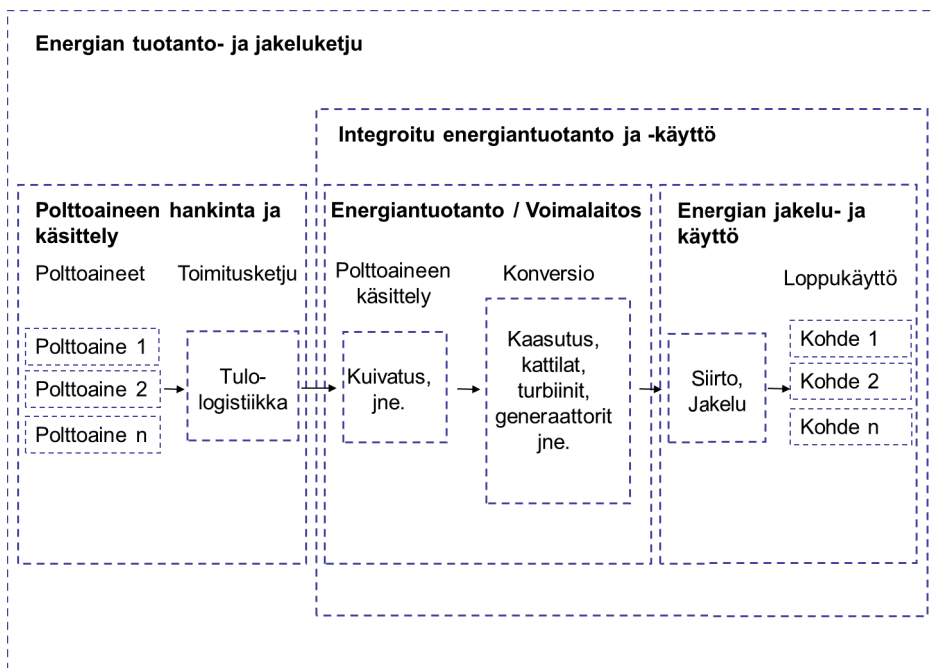 Energian tuotanto- ja jakeluketju
Integroitu energiantuotanto ja -käyttö
Polttoaineen hankinta ja
käsittely
Polttoaineet
Toimitusketju
Polttoaine 1
Polttoaine 2
Polttoaine n
Tulo-
logistiikka
Energiantuotanto / Voimalaitos
Polttoaineen
käsittely
Konversio
Kuivatus,
jne.
Kaasutus,
kattilat,
turbiinit,
generaattorit
jne.
Energian jakelu- ja
käyttö
Loppukäyttö
Siirto,
Jakelu
Kohde 1
Kohde 2
Kohde n